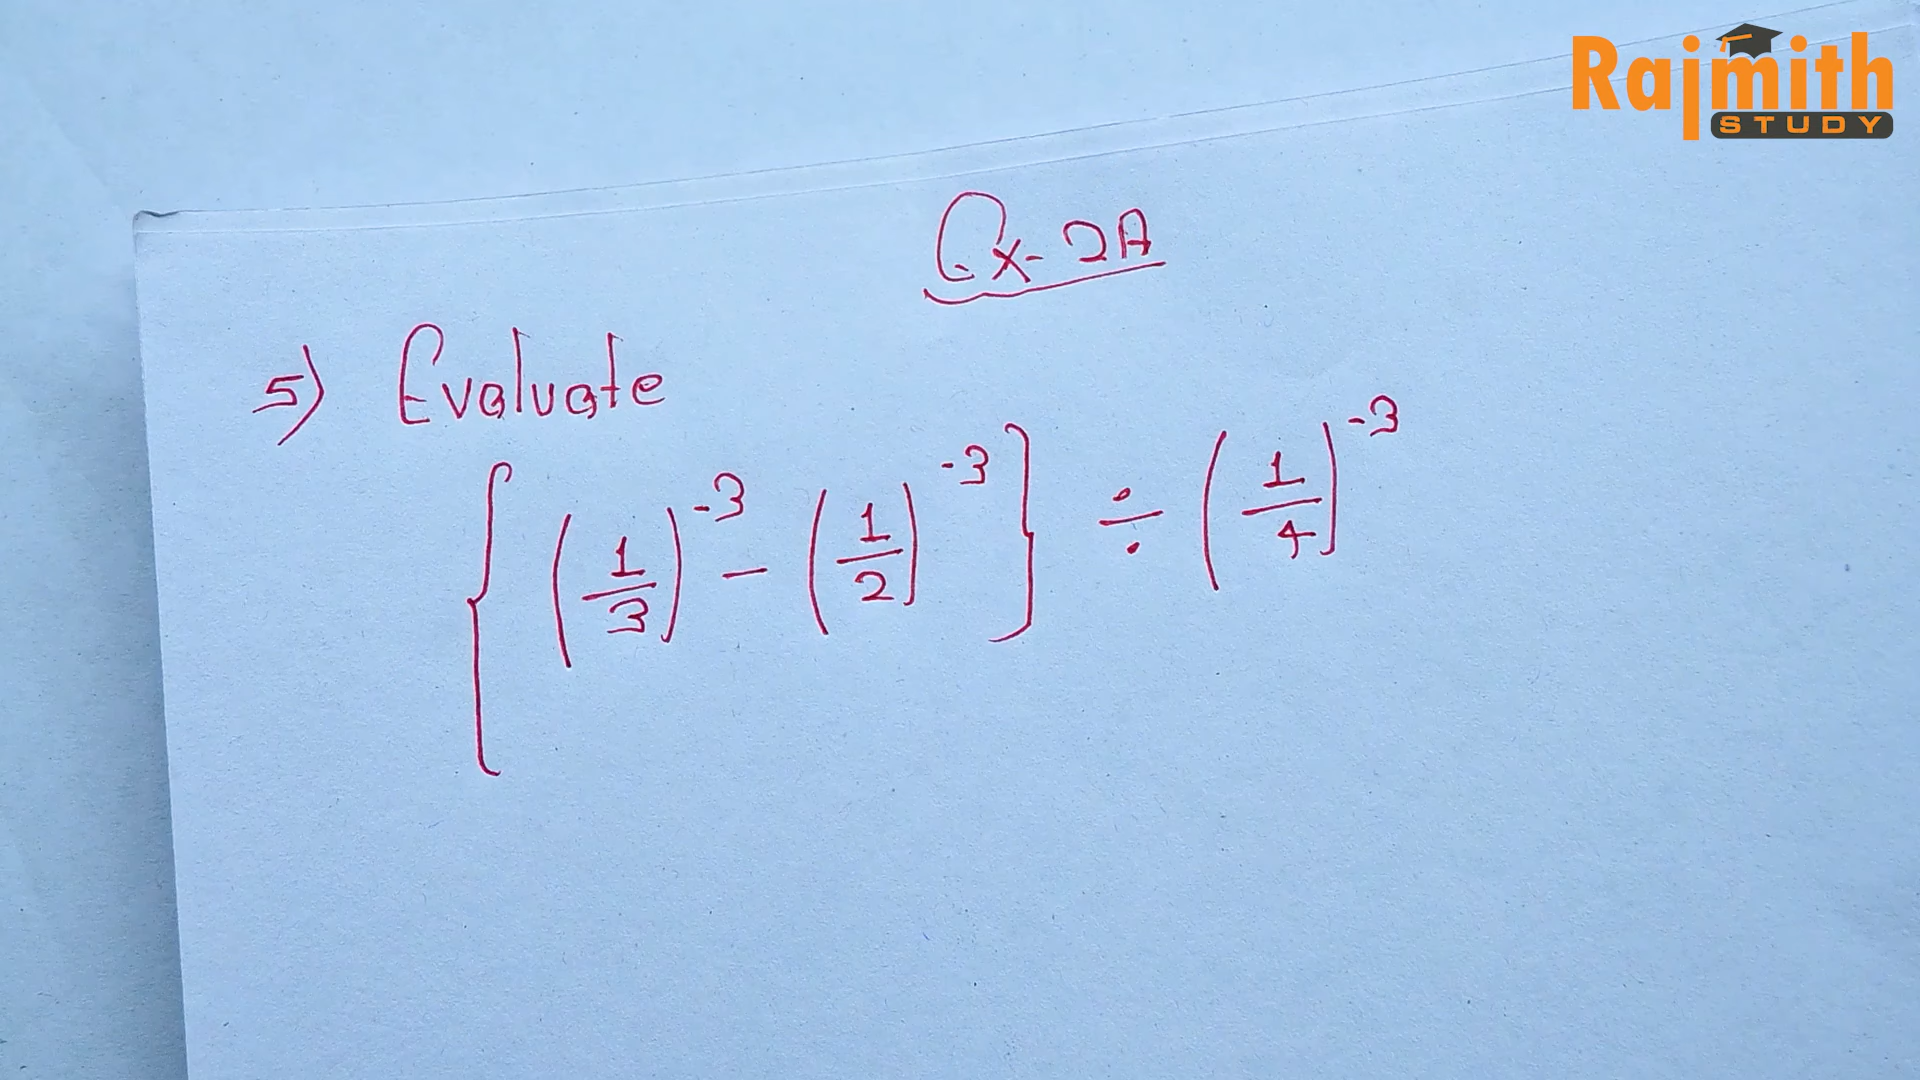 Rajmith
STUDY
Ex-2A
5) Evaluate
{(1/3)^-3 - (1/2)^-3} ÷ (1/4)^-3